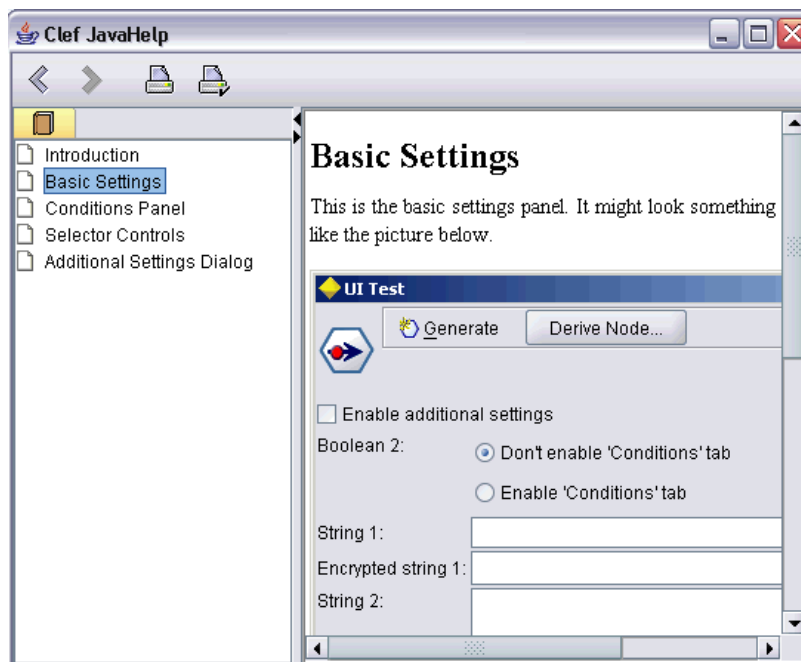 Clef JavaHelp
Introduction
Basic Settings
Conditions Panel
Selector Controls
Additional Settings Dialog
Basic Settings
This is the basic settings panel. It might look something
like the picture below.
UI Test
Generate
Derive Node...
Enable additional settings
Boolean 2:
Don't enable 'Conditions' tab
Enable 'Conditions' tab
String 1:
Encrypted string 1:
String 2: